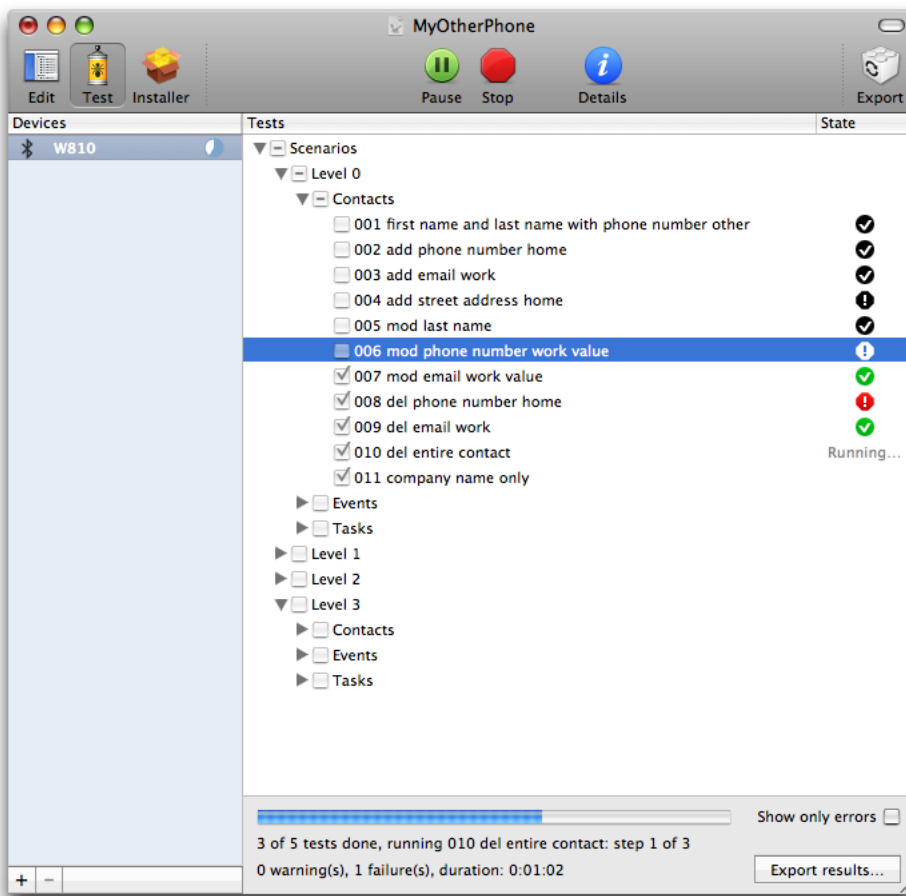 MyOtherPhone
Edit Test Installer Pause Stop Details Export
Devices Tests State
W810
Scenarios
Level 0
Contacts
001 first name and last name with phone number other
002 add phone number home
003 add email work
004 add street address home
005 mod last name
006 mod phone number work value
007 mod email work value
008 del phone number home
009 del email work
010 del entire contact Running...
011 company name only
Events
Tasks
Level 1
Level 2
Level 3
Contacts
Events
Tasks
Show only errors
3 of 5 tests done, running 010 del entire contact: step 1 of 3
0 warning(s), 1 failure(s), duration: 0:01:02
Export results...